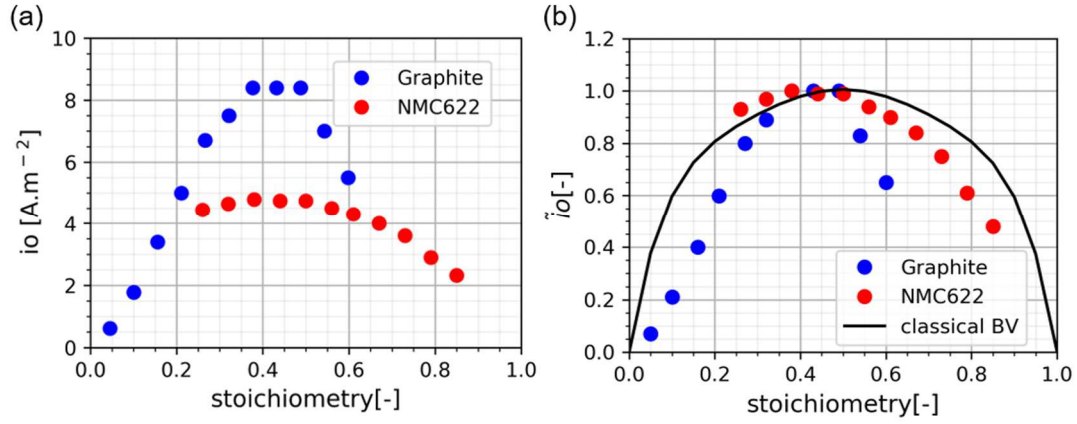 (a)
10
8
6
4
2
0
io [A.m⁻²]
0.0 0.2 0.4 0.6 0.8 1.0
stoichiometry[-]
Graphite
NMC622
(b)
1.2
1.0
0.8
0.6
0.4
0.2
0.0
ĩo[-]
0.0 0.2 0.4 0.6 0.8 1.0
stoichiometry[-]
Graphite
NMC622
classical BV